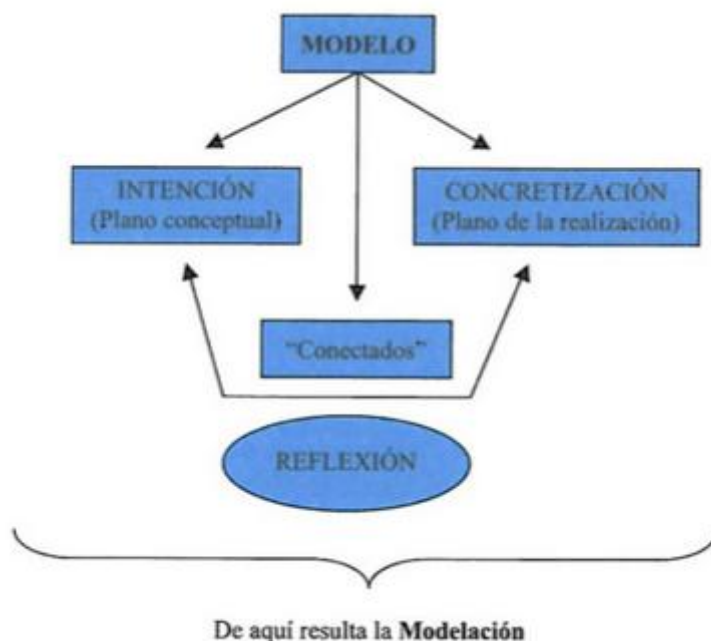 MODELO
INTENCIÓN
(Plano conceptual)
CONCRETIZACIÓN
(Plano de la realización)
“Conectados”
REFLEXIÓN
De aquí resulta la Modelación